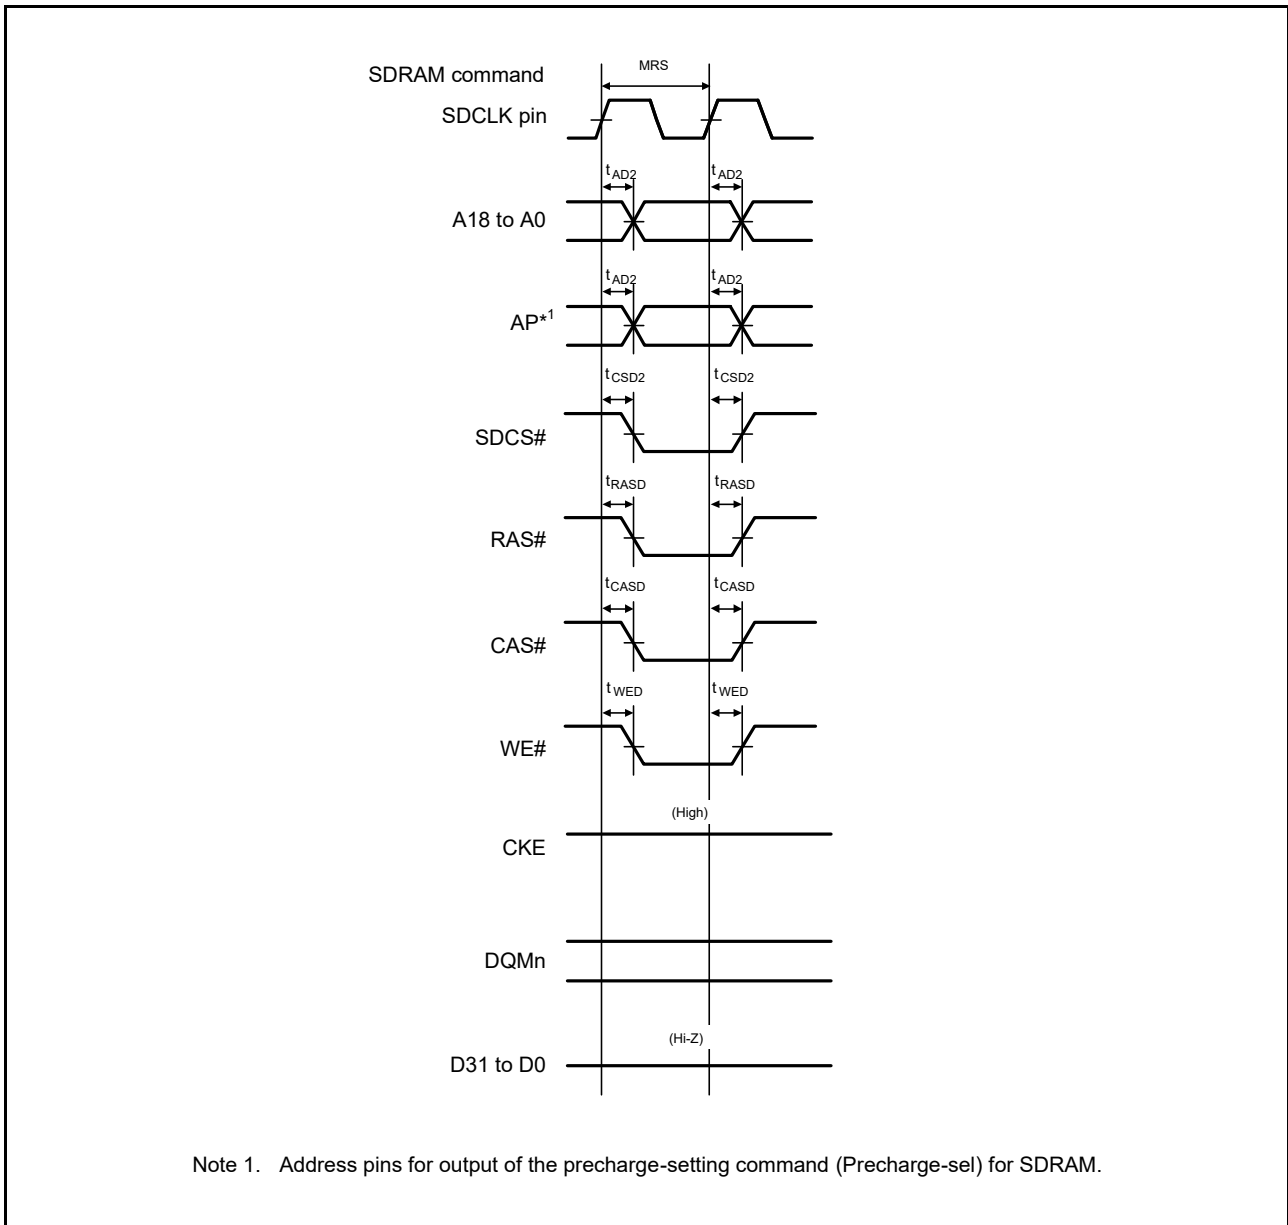 SDRAM command
MRS
SDCLK pin
tAD2 tAD2
A18 to A0
tAD2 tAD2
AP*1
tCSD2 tCSD2
SDCS#
tRASD tRASD
RAS#
tCASD tCASD
CAS#
tWED tWED
WE#
(High)
CKE
DQMn
(Hi-Z)
D31 to D0
Note 1. Address pins for output of the precharge-setting command (Precharge-sel) for SDRAM.